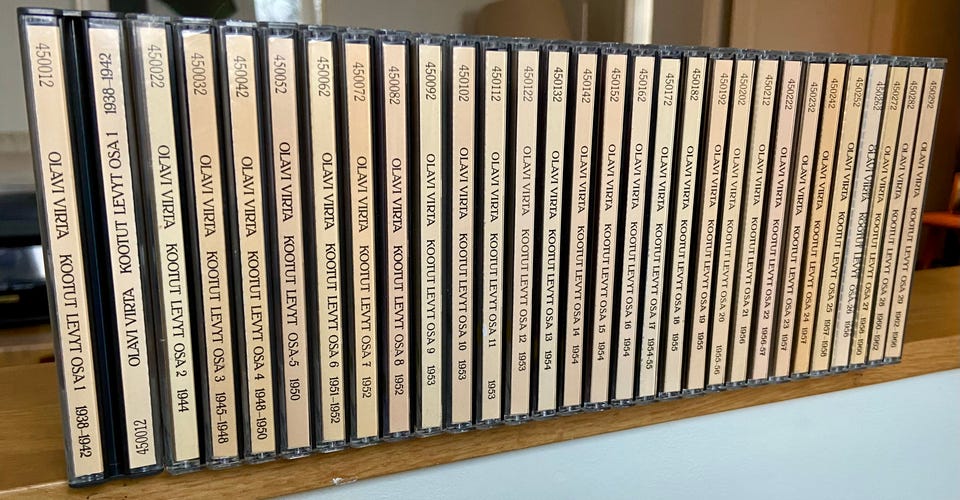 450012 OLAVI VIRTA KOOTUT LEVYT OSA 1 1938-1942
OLAVI VIRTA KOOTUT LEVYT OSA 1 1938-1942 450012
450022 OLAVI VIRTA KOOTUT LEVYT OSA 2 1944
450032 OLAVI VIRTA KOOTUT LEVYT OSA 3 1945-1948
450042 OLAVI VIRTA KOOTUT LEVYT OSA 4 1948-1950
450052 OLAVI VIRTA KOOTUT LEVYT OSA 5 1950
450062 OLAVI VIRTA KOOTUT LEVYT OSA 6 1951-1952
450072 OLAVI VIRTA KOOTUT LEVYT OSA 7 1952
450082 OLAVI VIRTA KOOTUT LEVYT OSA 8 1952
450092 OLAVI VIRTA KOOTUT LEVYT OSA 9 1953
450102 OLAVI VIRTA KOOTUT LEVYT OSA 10 1953
450112 OLAVI VIRTA KOOTUT LEVYT OSA 11 1953
450122 OLAVI VIRTA KOOTUT LEVYT OSA 12 1953
450132 OLAVI VIRTA KOOTUT LEVYT OSA 13 1954
450142 OLAVI VIRTA KOOTUT LEVYT OSA 14 1954
450152 OLAVI VIRTA KOOTUT LEVYT OSA 15 1954
450162 OLAVI VIRTA KOOTUT LEVYT OSA 16 1954
450172 OLAVI VIRTA KOOTUT LEVYT OSA 17 1954-55
450182 OLAVI VIRTA KOOTUT LEVYT OSA 18 1955
450192 OLAVI VIRTA KOOTUT LEVYT OSA 19 1955
450202 OLAVI VIRTA KOOTUT LEVYT OSA 20 1955-56
450212 OLAVI VIRTA KOOTUT LEVYT OSA 21 1956
450222 OLAVI VIRTA KOOTUT LEVYT OSA 22 1956-57
450232 OLAVI VIRTA KOOTUT LEVYT OSA 23 1957
450242 OLAVI VIRTA KOOTUT LEVYT OSA 24 1957
450252 OLAVI VIRTA KOOTUT LEVYT OSA 25 1957-1958
450262 OLAVI VIRTA KOOTUT LEVYT OSA 26 1958
450272 OLAVI VIRTA KOOTUT LEVYT OSA 27 1958-1960
450282 OLAVI VIRTA KOOTUT LEVYT OSA 28 1960-1962
450292 OLAVI VIRTA KOOTUT LEVYT OSA 29 1962-1966